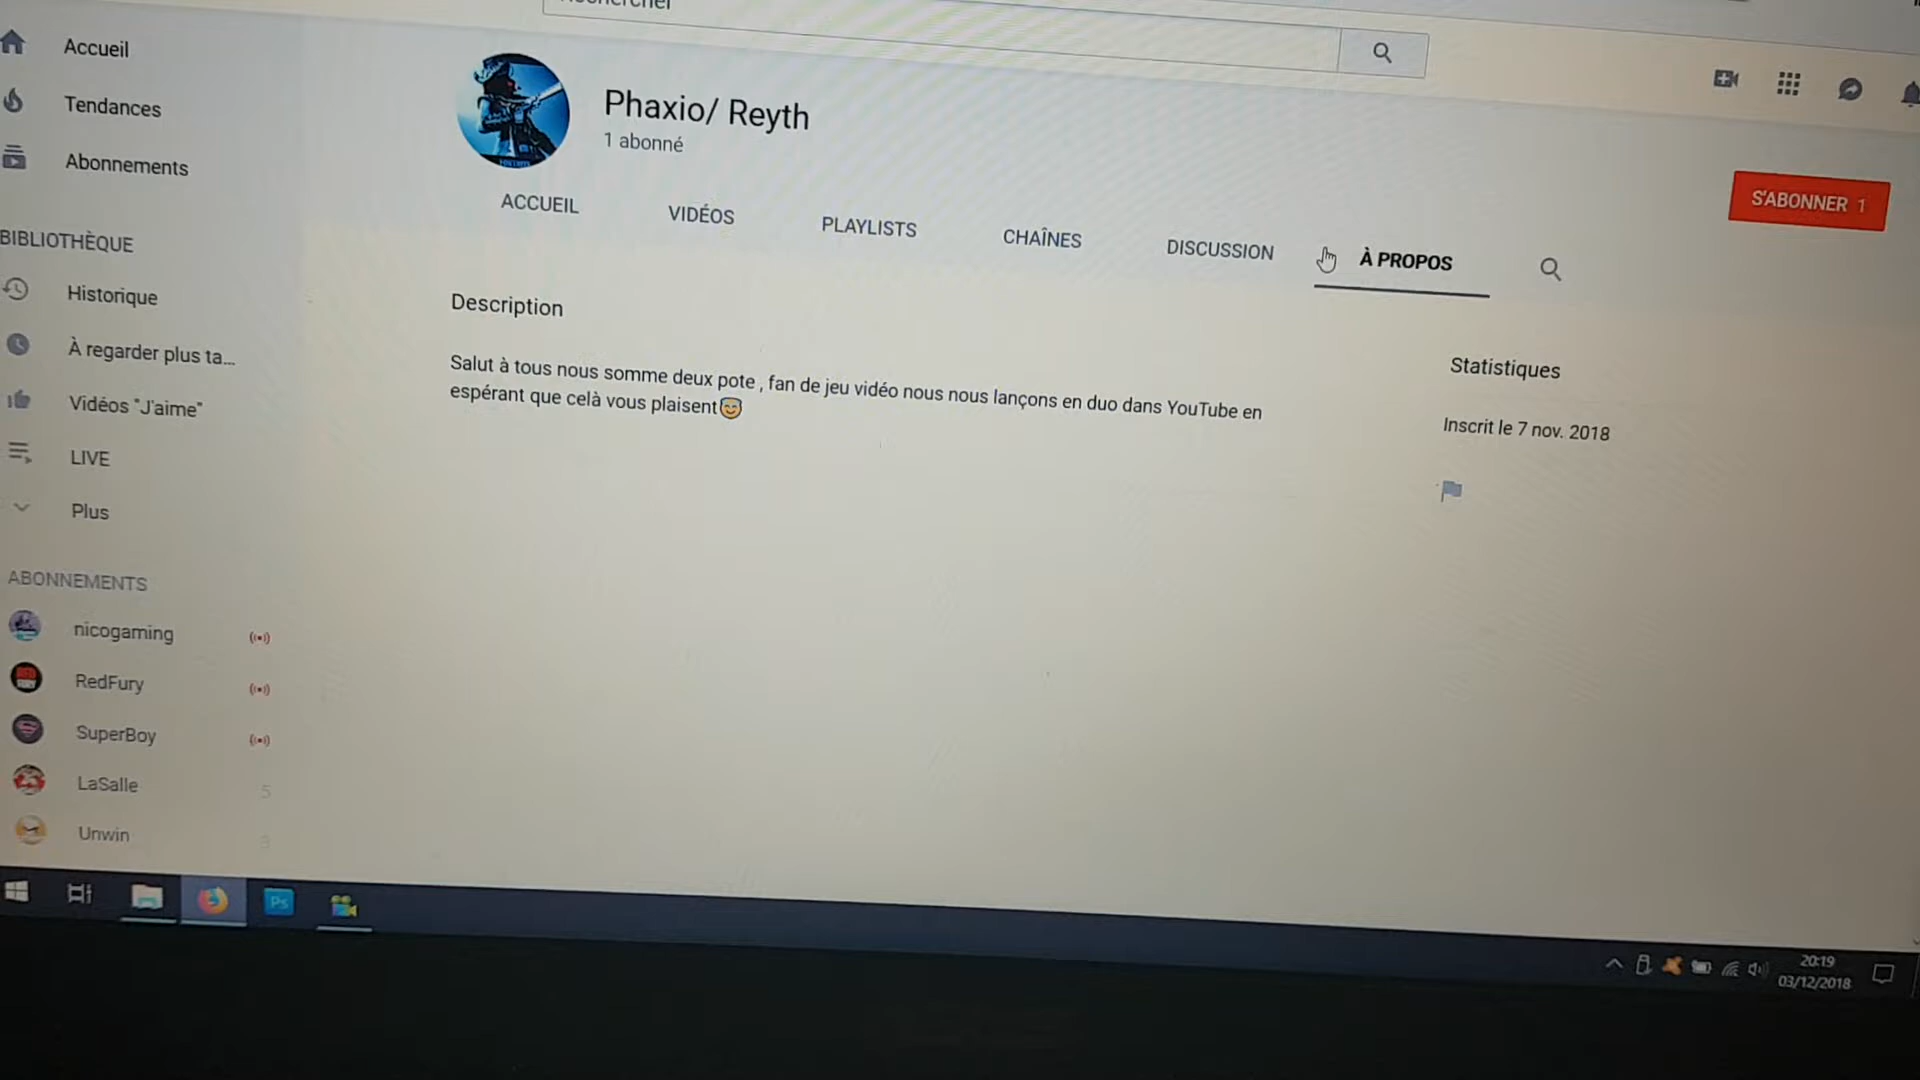 Accueil
Tendances
Abonnements
BIBLIOTHÈQUE
Historique
À regarder plus ta...
Vidéos "J'aime"
LIVE
Plus
ABONNEMENTS
nicogaming
RedFury
SuperBoy
LaSalle 5
Unwin 3
Phaxio/ Reyth
1 abonné
S'ABONNER 1
ACCUEIL VIDÉOS PLAYLISTS CHAÎNES DISCUSSION À PROPOS
Description
Salut à tous nous somme deux pote , fan de jeu vidéo nous nous lançons en duo dans YouTube en
espérant que celà vous plaisent😇
Statistiques
Inscrit le 7 nov. 2018
Ps
20:19
03/12/2018